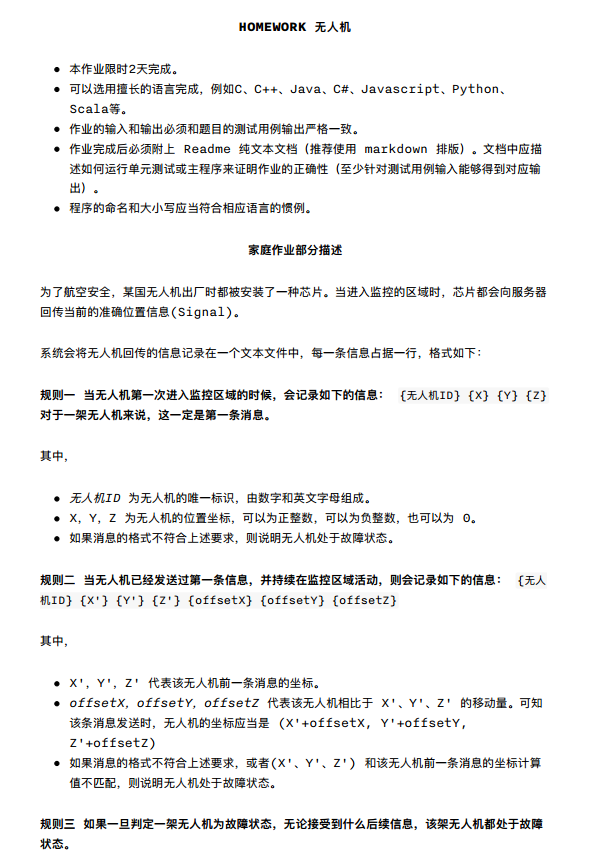 HOMEWORK 无人机
● 本作业限时2天完成。
● 可以选用擅长的语言完成，例如C、C++、Java、C#、Javascript、Python、
Scala等。
● 作业的输入和输出必须和题目的测试用例输出严格一致。
● 作业完成后必须附上 Readme 纯文本文档（推荐使用 markdown 排版）。文档中应描
述如何运行单元测试或主程序来证明作业的正确性（至少针对测试用例输入能够得到对应输
出）。
● 程序的命名和大小写应当符合相应语言的惯例。
家庭作业部分描述
为了航空安全，某国无人机出厂时都被安装了一种芯片。当进入监控的区域时，芯片都会向服务器
回传当前的准确位置信息(Signal)。
系统会将无人机回传的信息记录在一个文本文件中，每一条信息占据一行，格式如下：
规则一 当无人机第一次进入监控区域的时候，会记录如下的信息： {无人机ID} {X} {Y} {Z}
对于一架无人机来说，这一定是第一条消息。
其中，
● 无人机ID 为无人机的唯一标识，由数字和英文字母组成。
● X，Y，Z 为无人机的位置坐标，可以为正整数，可以为负整数，也可以为 0。
● 如果消息的格式不符合上述要求，则说明无人机处于故障状态。
规则二 当无人机已经发送过第一条信息，并持续在监控区域活动，则会记录如下的信息： {无人
机ID} {X'} {Y'} {Z'} {offsetX} {offsetY} {offsetZ}
其中，
● X'，Y'，Z' 代表该无人机前一条消息的坐标。
● offsetX，offsetY，offsetZ 代表该无人机相比于 X'、Y'、Z' 的移动量。可知
该条消息发送时，无人机的坐标应当是 (X'+offsetX, Y'+offsetY,
Z'+offsetZ)
● 如果消息的格式不符合上述要求，或者(X'、Y'、Z') 和该无人机前一条消息的坐标计算
值不匹配，则说明无人机处于故障状态。
规则三 如果一旦判定一架无人机为故障状态，无论接受到什么后续信息，该架无人机都处于故障
状态。